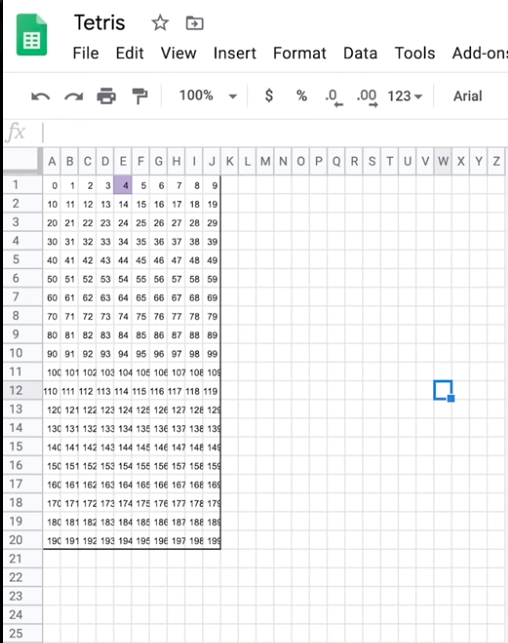 Tetris
File Edit View Insert Format Data Tools Add-ons
100% $ % .0 .00 123 Arial
fx
A B C D E F G H I J K L M N O P Q R S T U V W X Y Z
1 0 1 2 3 4 5 6 7 8 9
2 10 11 12 13 14 15 16 17 18 19
3 20 21 22 23 24 25 26 27 28 29
4 30 31 32 33 34 35 36 37 38 39
5 40 41 42 43 44 45 46 47 48 49
6 50 51 52 53 54 55 56 57 58 59
7 60 61 62 63 64 65 66 67 68 69
8 70 71 72 73 74 75 76 77 78 79
9 80 81 82 83 84 85 86 87 88 89
10 90 91 92 93 94 95 96 97 98 99
11 100 101 102 103 104 105 106 107 108 109
12 110 111 112 113 114 115 116 117 118 119
13 120 121 122 123 124 125 126 127 128 129
14 130 131 132 133 134 135 136 137 138 139
15 140 141 142 143 144 145 146 147 148 149
16 150 151 152 153 154 155 156 157 158 159
17 160 161 162 163 164 165 166 167 168 169
18 170 171 172 173 174 175 176 177 178 179
19 180 181 182 183 184 185 186 187 188 189
20 190 191 192 193 194 195 196 197 198 199
21
22
23
24
25